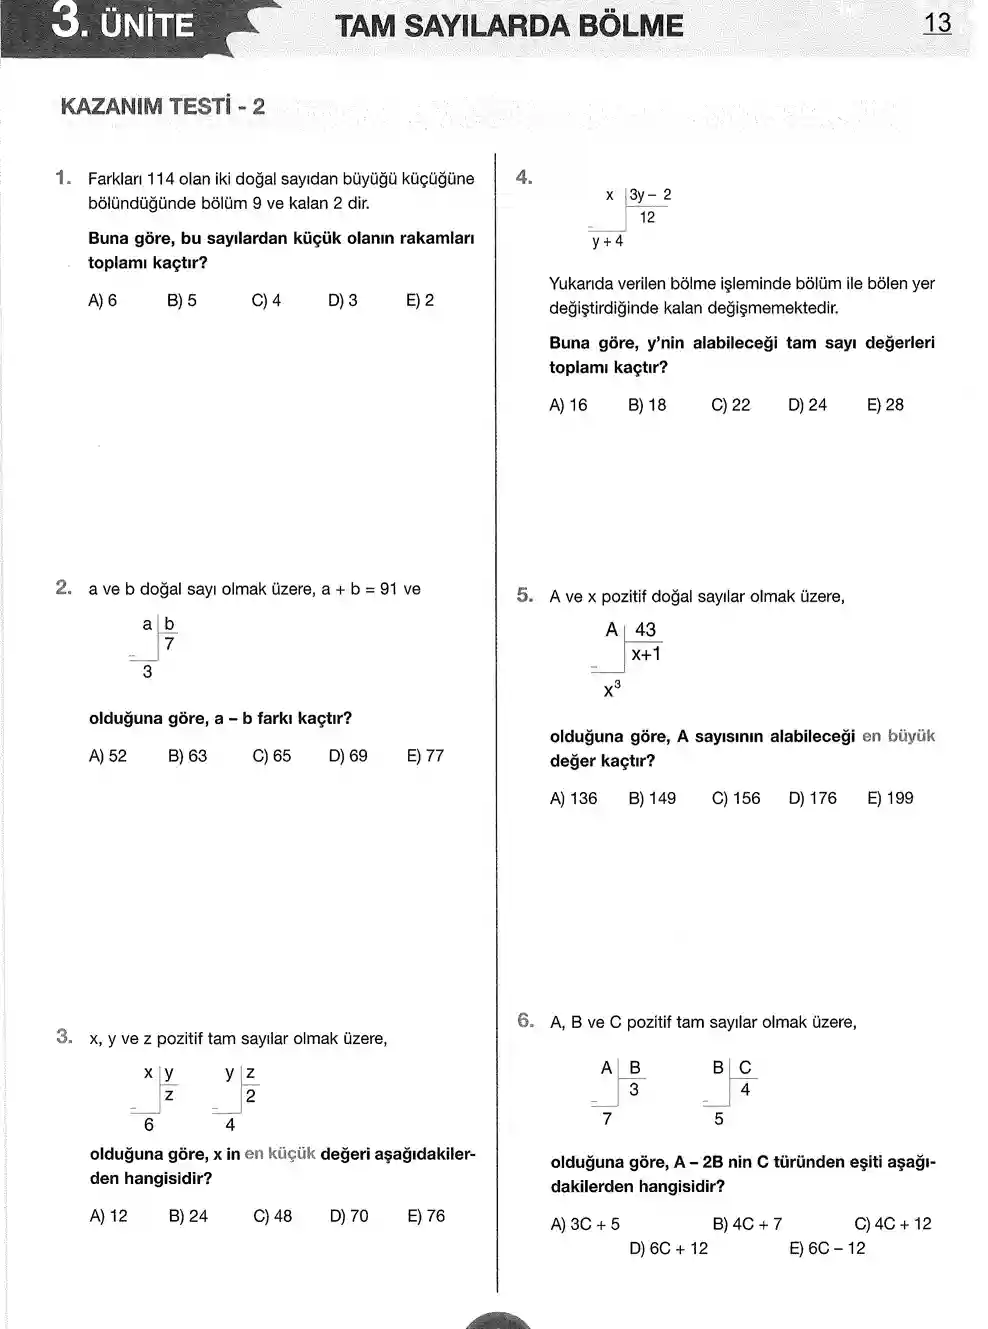 3. ÜNİTE
TAM SAYILARDA BÖLME
13
KAZANIM TESTİ - 2
1. Farkları 114 olan iki doğal sayıdan büyüğü küçüğüne
bölündüğünde bölüm 9 ve kalan 2 dir.
Buna göre, bu sayılardan küçük olanın rakamları
toplamı kaçtır?
A) 6 B) 5 C) 4 D) 3 E) 2
2. a ve b doğal sayı olmak üzere, a + b = 91 ve
a b
7
3
olduğuna göre, a – b farkı kaçtır?
A) 52 B) 63 C) 65 D) 69 E) 77
3. x, y ve z pozitif tam sayılar olmak üzere,
x y y z
z 2
6 4
olduğuna göre, x in en küçük değeri aşağıdakiler-
den hangisidir?
A) 12 B) 24 C) 48 D) 70 E) 76
4.
x 3y – 2
12
y + 4
Yukarıda verilen bölme işleminde bölüm ile bölen yer
değiştirdiğinde kalan değişmemektedir.
Buna göre, y'nin alabileceği tam sayı değerleri
toplamı kaçtır?
A) 16 B) 18 C) 22 D) 24 E) 28
5. A ve x pozitif doğal sayılar olmak üzere,
A 43
x+1
x³
olduğuna göre, A sayısının alabileceği en büyük
değer kaçtır?
A) 136 B) 149 C) 156 D) 176 E) 199
6. A, B ve C pozitif tam sayılar olmak üzere,
A B B C
3 4
7 5
olduğuna göre, A – 2B nin C türünden eşiti aşağı-
dakilerden hangisidir?
A) 3C + 5 B) 4C + 7 C) 4C + 12
D) 6C + 12 E) 6C – 12